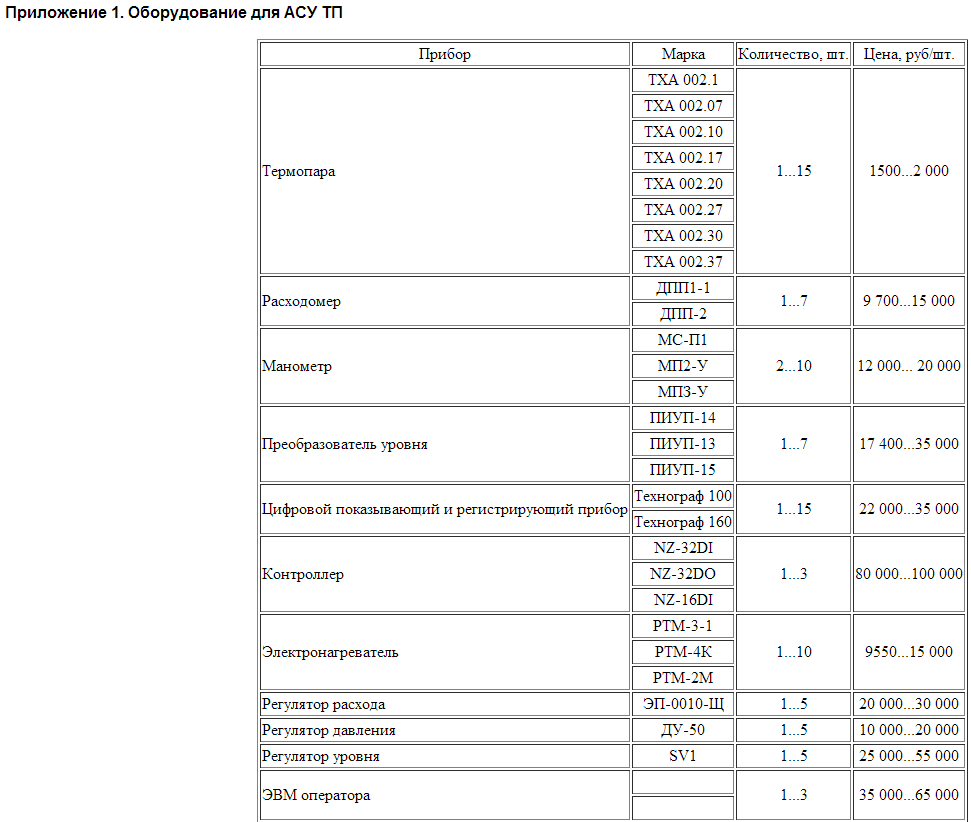 Приложение 1. Оборудование для АСУ ТП
Прибор Марка Количество, шт. Цена, руб/шт.
Термопара ТХА 002.1 1...15 1500...2 000
ТХА 002.07
ТХА 002.10
ТХА 002.17
ТХА 002.20
ТХА 002.27
ТХА 002.30
ТХА 002.37
Расходомер ДПП1-1 1...7 9 700...15 000
ДПП-2
Манометр МС-П1 2...10 12 000... 20 000
МП2-У
МП3-У
Преобразователь уровня ПИУП-14 1...7 17 400...35 000
ПИУП-13
ПИУП-15
Цифровой показывающий и регистрирующий прибор Технограф 100 1...15 22 000...35 000
Технограф 160
Контроллер NZ-32DI 1...3 80 000...100 000
NZ-32DO
NZ-16DI
Электронагреватель РТМ-3-1 1...10 9550...15 000
РТМ-4К
РТМ-2М
Регулятор расхода ЭП-0010-Щ 1...5 20 000...30 000
Регулятор давления ДУ-50 1...5 10 000...20 000
Регулятор уровня SV1 1...5 25 000...55 000
ЭВМ оператора 1...3 35 000...65 000